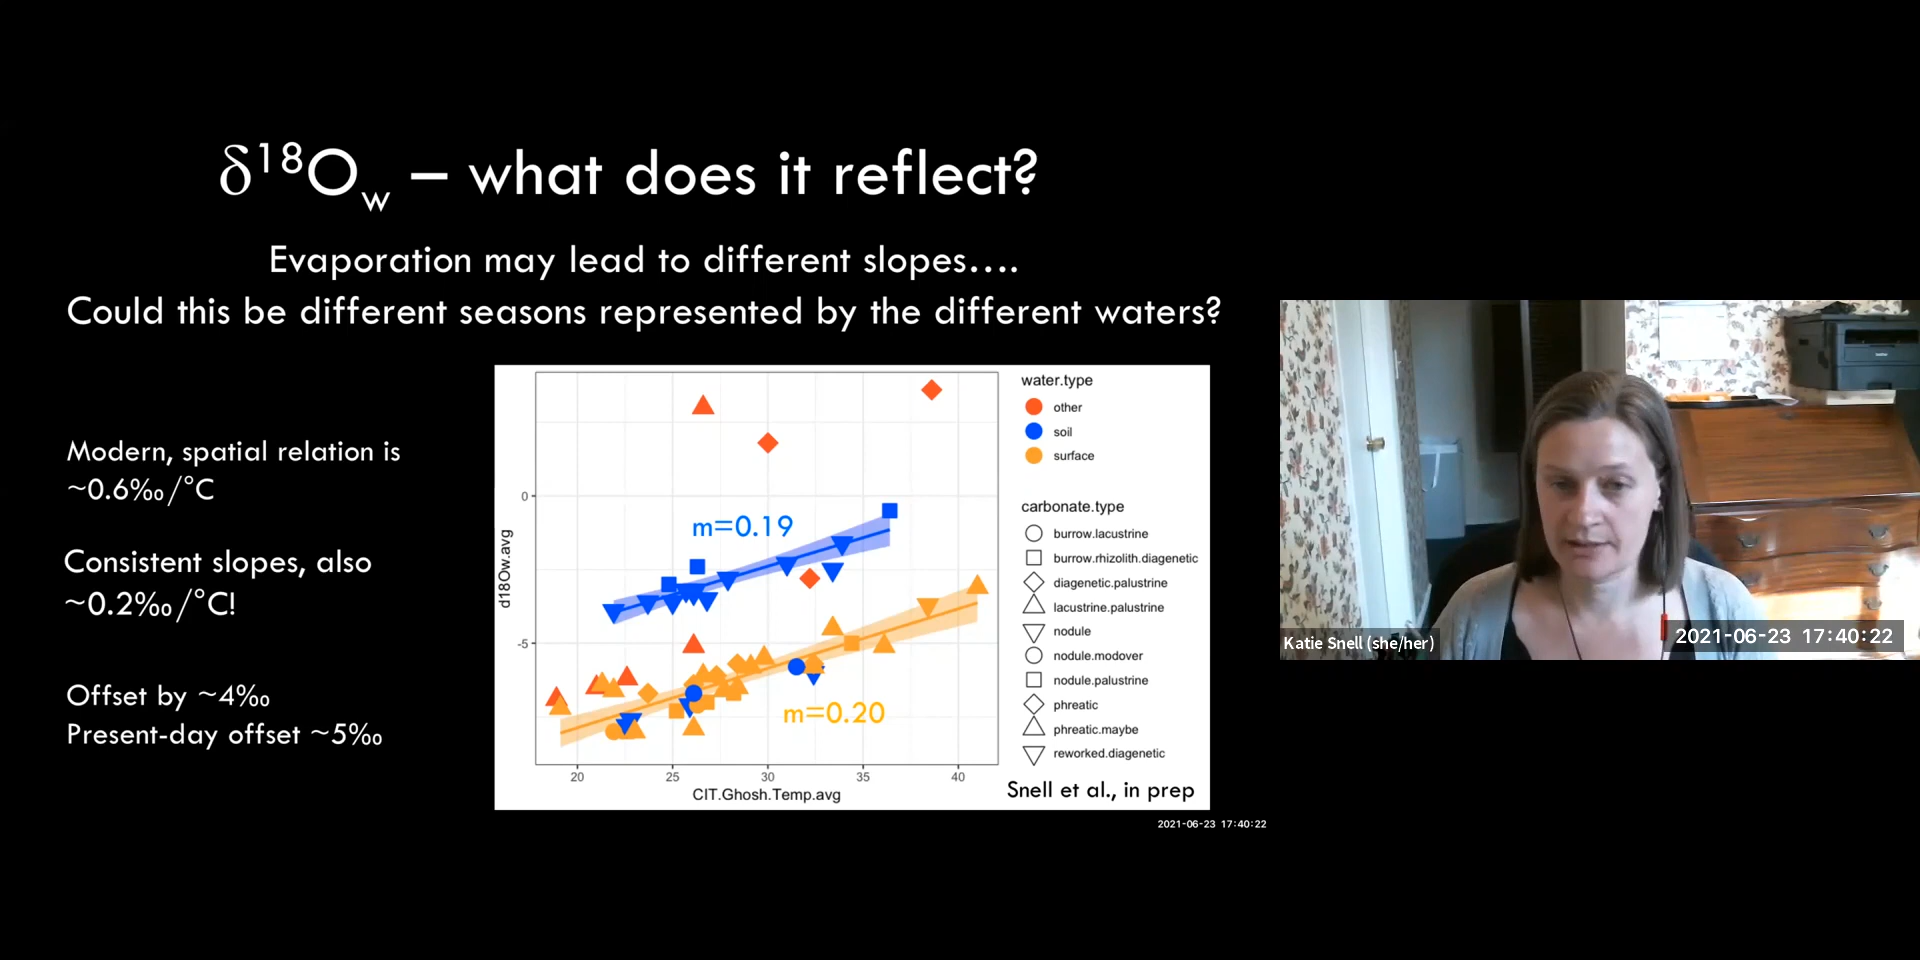 δ18Ow – what does it reflect?
Evaporation may lead to different slopes....
Could this be different seasons represented by the different waters?
Modern, spatial relation is
~0.6‰/°C
Consistent slopes, also
~0.2‰/°C!
Offset by ~4‰
Present-day offset ~5‰
d18Ow.avg
0
-5
m=0.19
m=0.20
20 25 30 35 40
CIT.Ghosh.Temp.avg
water.type
other
soil
surface
carbonate.type
burrow.lacustrine
burrow.rhizolith.diagenetic
diagenetic.palustrine
lacustrine.palustrine
nodule
nodule.modover
nodule.palustrine
phreatic
phreatic.maybe
reworked.diagenetic
Snell et al., in prep
2021-06-23 17:40:22
Katie Snell (she/her)
2021-06-23 17:40:22